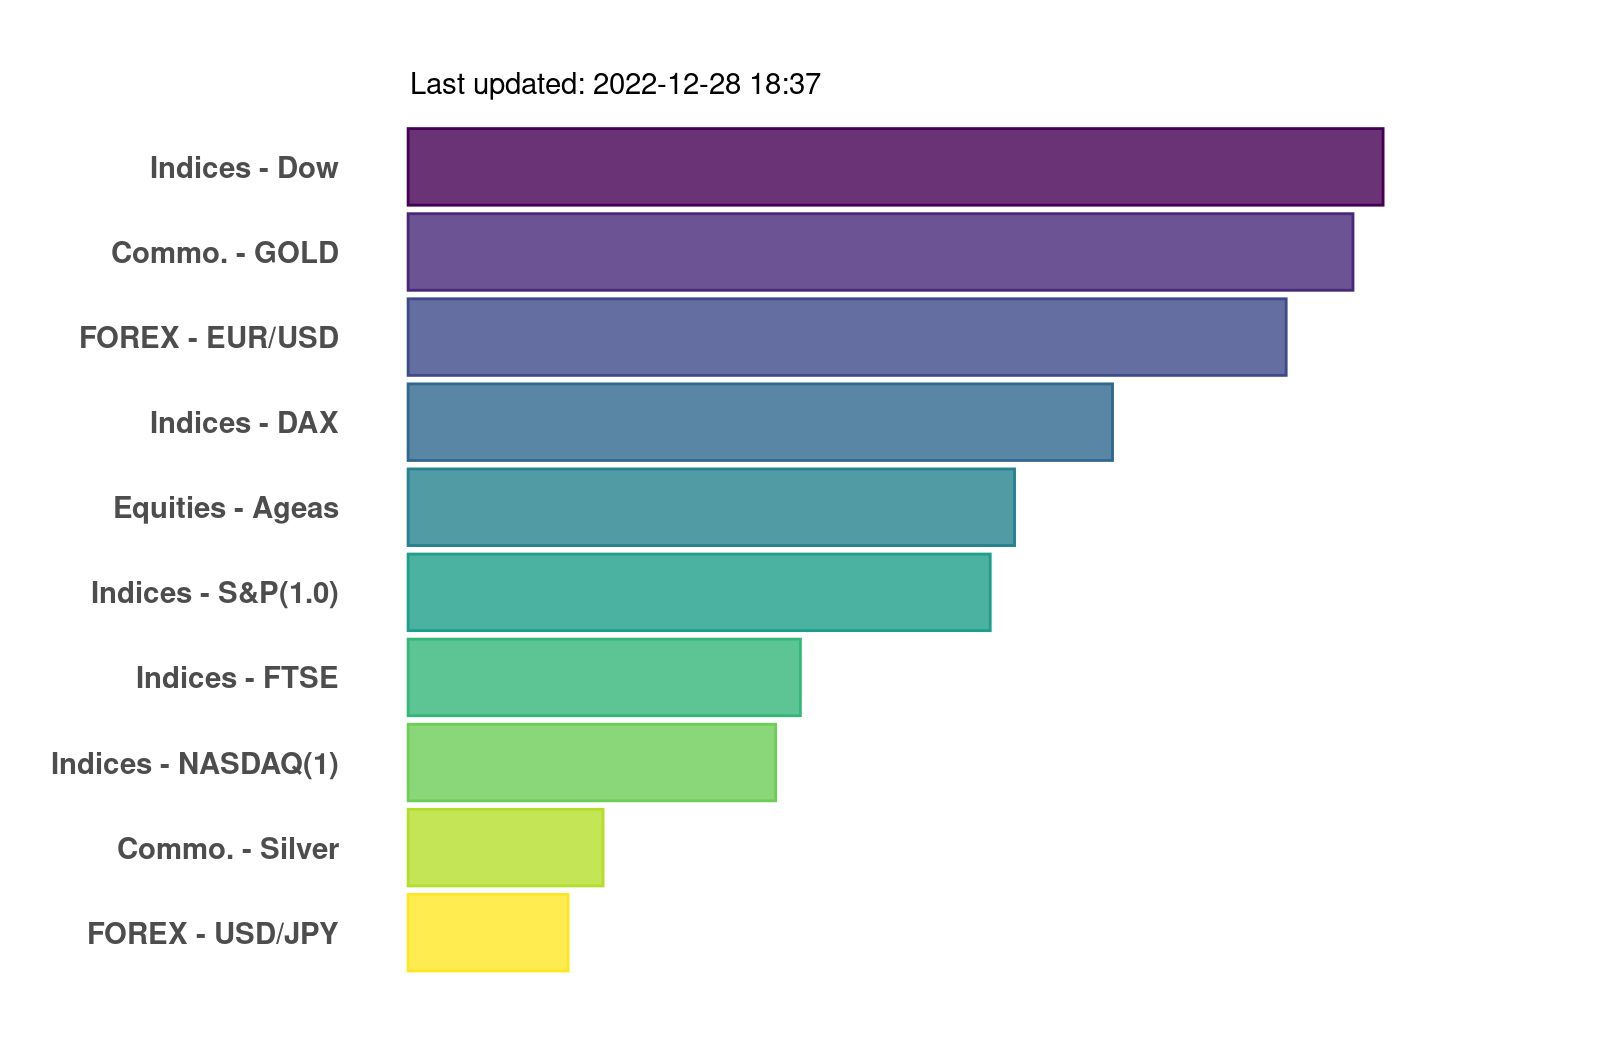 Last updated: 2022-12-28 18:37
Indices - Dow
Commo. - GOLD
FOREX - EUR/USD
Indices - DAX
Equities - Ageas
Indices - S&P(1.0)
Indices - FTSE
Indices - NASDAQ(1)
Commo. - Silver
FOREX - USD/JPY